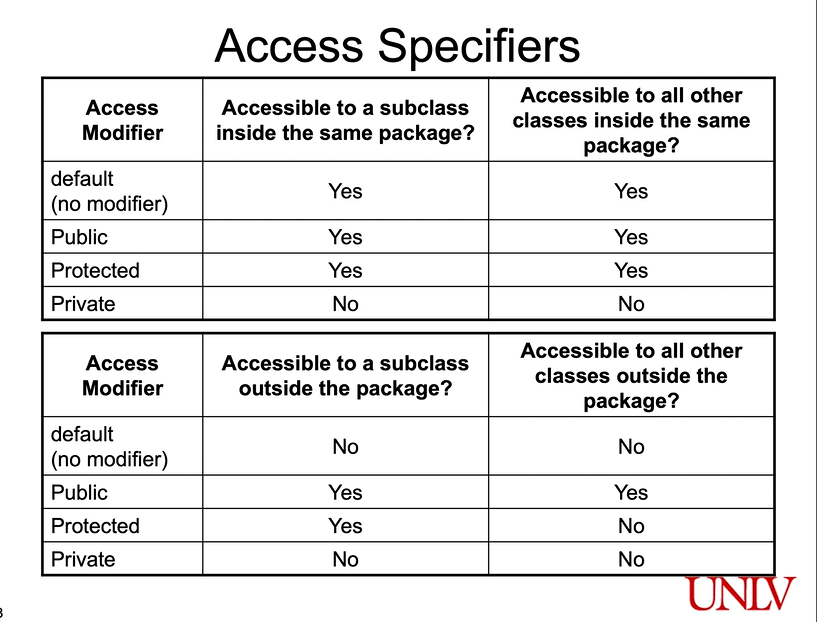 Access Specifiers
Access
Modifier
Accessible to a subclass
inside the same package?
Accessible to all other
classes inside the same
package?
default
(no modifier)
Yes
Yes
Public
Yes
Yes
Protected
Yes
Yes
Private
No
No
Access
Modifier
Accessible to a subclass
outside the package?
Accessible to all other
classes outside the
package?
default
(no modifier)
No
No
Public
Yes
Yes
Protected
Yes
No
Private
No
No
UNLV